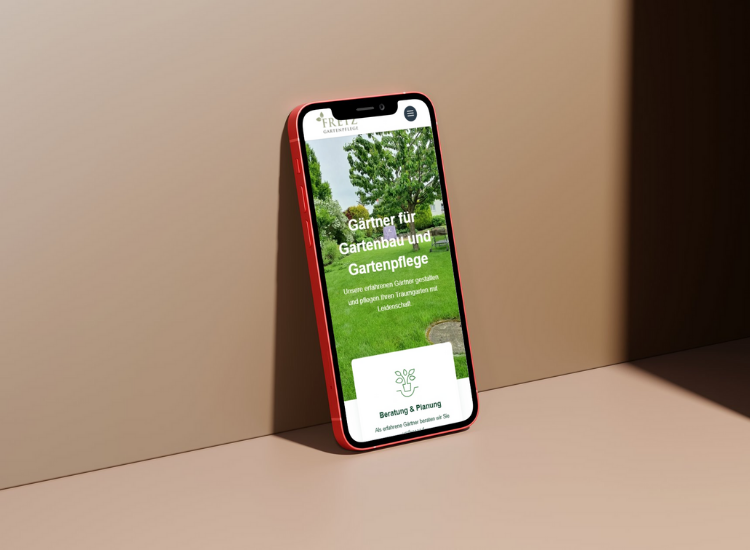 FRETZ
GARTENPFLEGE
Gärtner für
Gartenbau und
Gartenpflege
Unsere erfahrenen Gärtner gestalten
und pflegen Ihren Traumgarten mit
Leidenschaft
Beratung & Planung
Als erfahrene Gärtner beraten wir Sie